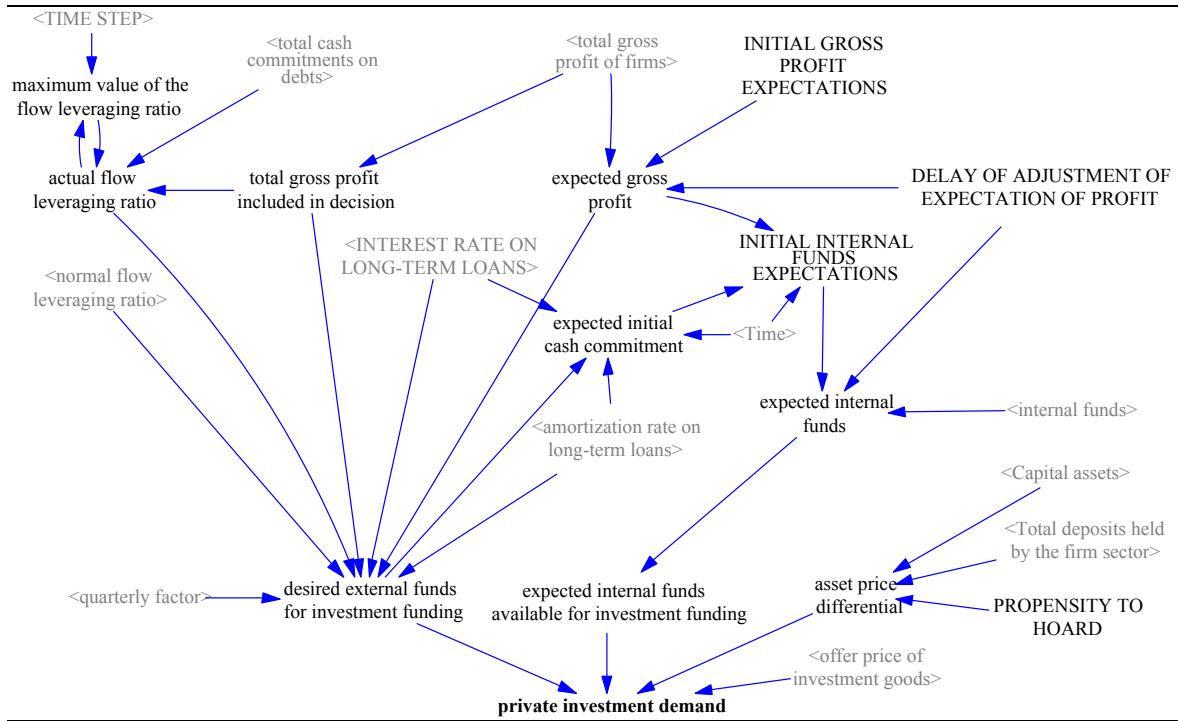 <TIME STEP>
<total cash
commitments on
debts>
<total gross
profit of firms>
INITIAL GROSS
PROFIT
EXPECTATIONS
maximum value of the
flow leveraging ratio
actual flow
leveraging ratio
total gross profit
included in decision
expected gross
profit
DELAY OF ADJUSTMENT OF
EXPECTATION OF PROFIT
<normal flow
leveraging ratio>
<INTEREST RATE ON
LONG-TERM LOANS>
INITIAL INTERNAL
FUNDS
EXPECTATIONS
expected initial
cash commitment
<Time>
expected internal
funds
<internal funds>
<amortization rate on
long-term loans>
<Capital assets>
<Total deposits held
by the firm sector>
<quarterly factor>
desired external funds
for investment funding
expected internal funds
available for investment funding
asset price
differential
PROPENSITY TO
HOARD
<offer price of
investment goods>
private investment demand